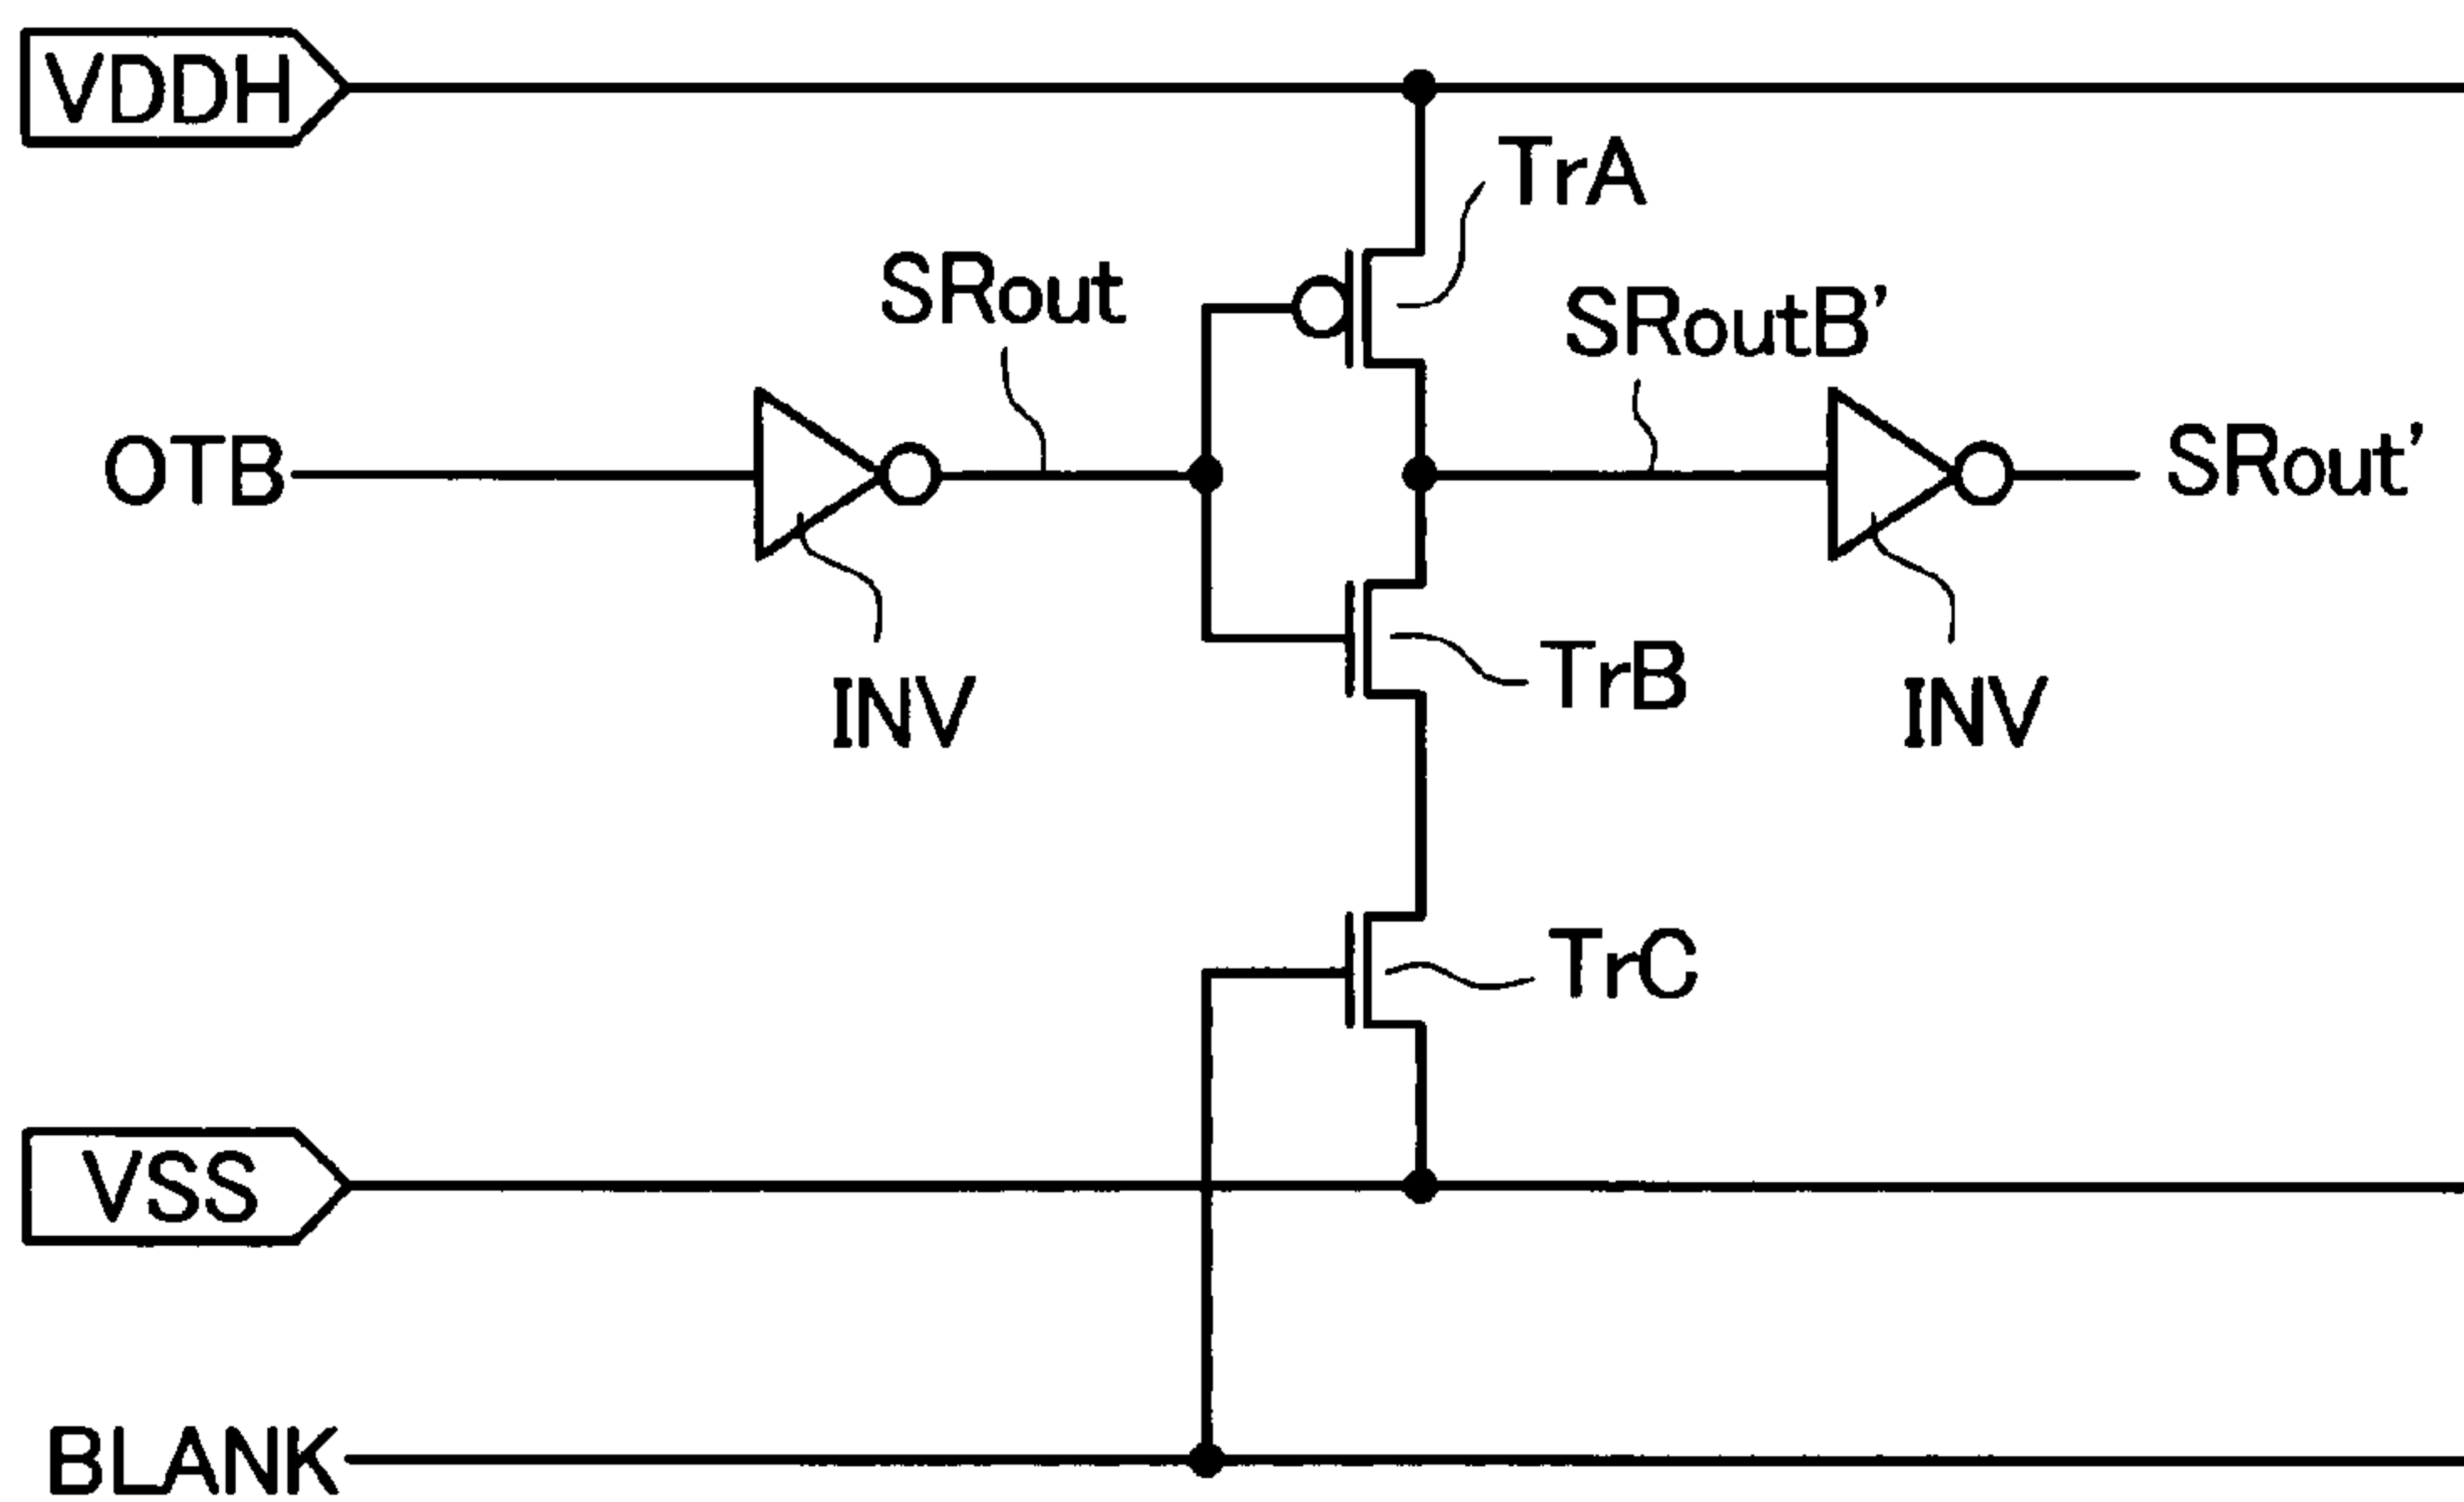 VDDH
TrA
SRout
SRoutB’
OTB
SRout’
INV
TrB
INV
TrC
VSS
BLANK